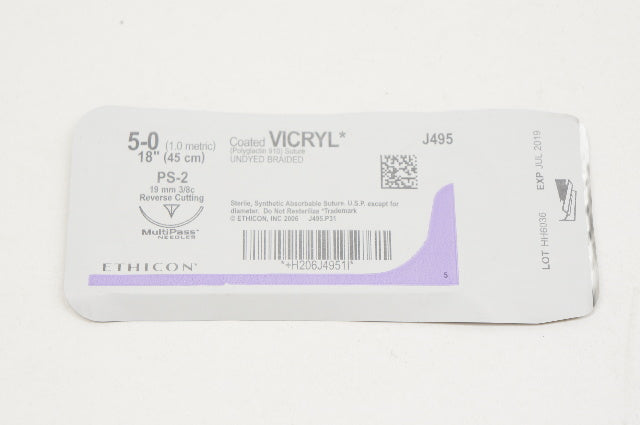 5-0 (1.0 metric)
18" (45 cm)
PS-2
19 mm 3/8c
Reverse Cutting
MultiPass*
NEEDLES
ETHICON*
Coated VICRYL*
(Polyglactin 910) Suture
UNDYED BRAIDED
J495
Sterile, Synthetic Absorbable Suture. U.S.P. except for
diameter. Do Not Resterilize *Trademark
© ETHICON, INC 2006 J495.P31
*+H206J4951I*
5
LOT HH6036 EXP JUL 2019